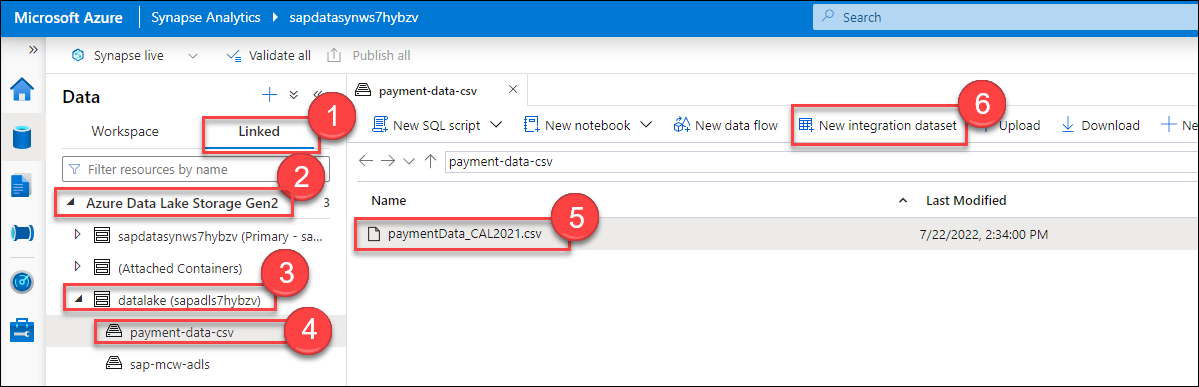 Microsoft Azure
Synapse Analytics
sapdatasynws7hybzv
Search
Synapse live
Validate all
Publish all
Data
Workspace
Linked
1
Filter resources by name
2
Azure Data Lake Storage Gen2
3
sapdatasynws7hybzv (Primary - sa...
(Attached Containers)
3
datalake (sapadls7hybzv)
payment-data-csv
4
sap-mcw-adls
payment-data-csv
6
New SQL script
New notebook
New data flow
New integration dataset
Upload
Download
Ne
payment-data-csv
Name
Last Modified
5
paymentData_CAL2021.csv
7/22/2022, 2:34:00 PM